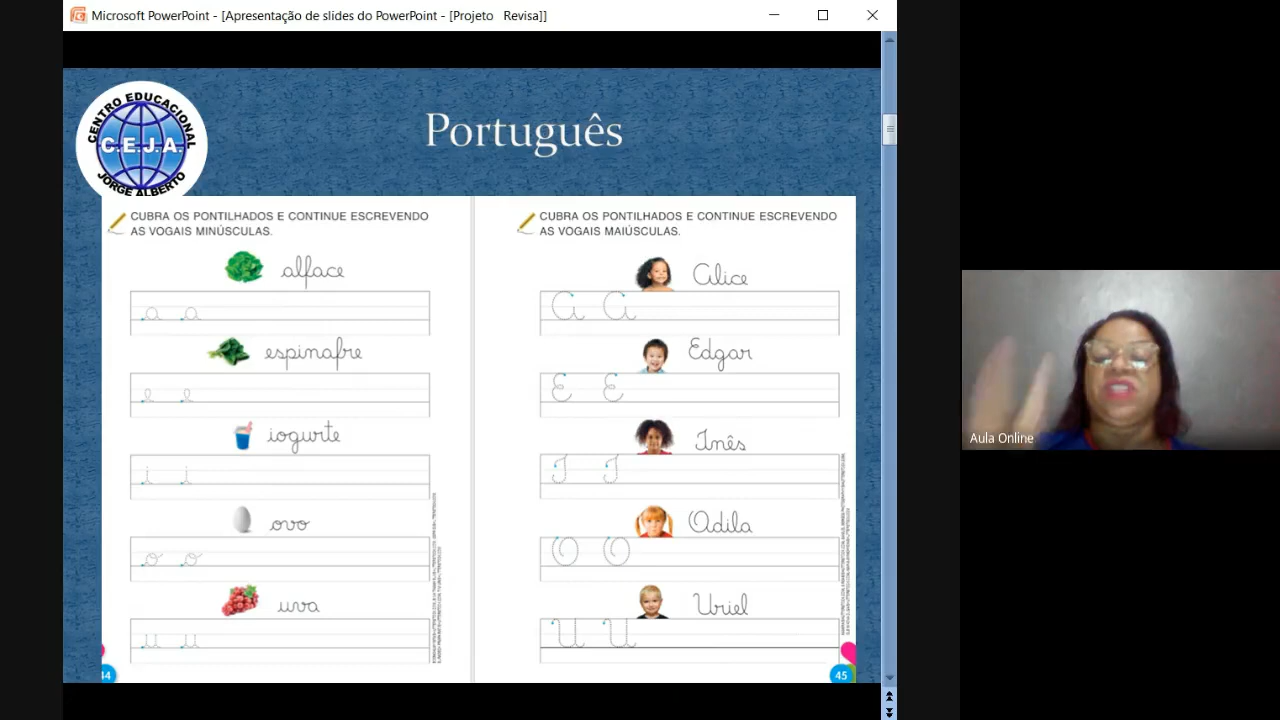 Microsoft PowerPoint - [Apresentação de slides do PowerPoint - [Projeto Revisa]]
CENTRO EDUCACIONAL
C.E.J.A.
JORGE ALBERTO
Português
CUBRA OS PONTILHADOS E CONTINUE ESCREVENDO
AS VOGAIS MINÚSCULAS.
alface
a a
espinafre
e e
iogurte
i i
ovo
o o
uva
u u
44
CUBRA OS PONTILHADOS E CONTINUE ESCREVENDO
AS VOGAIS MAIÚSCULAS.
Alice
A A
Edgar
E E
Inês
I I
Odila
O O
Uriel
U U
45
Aula Online